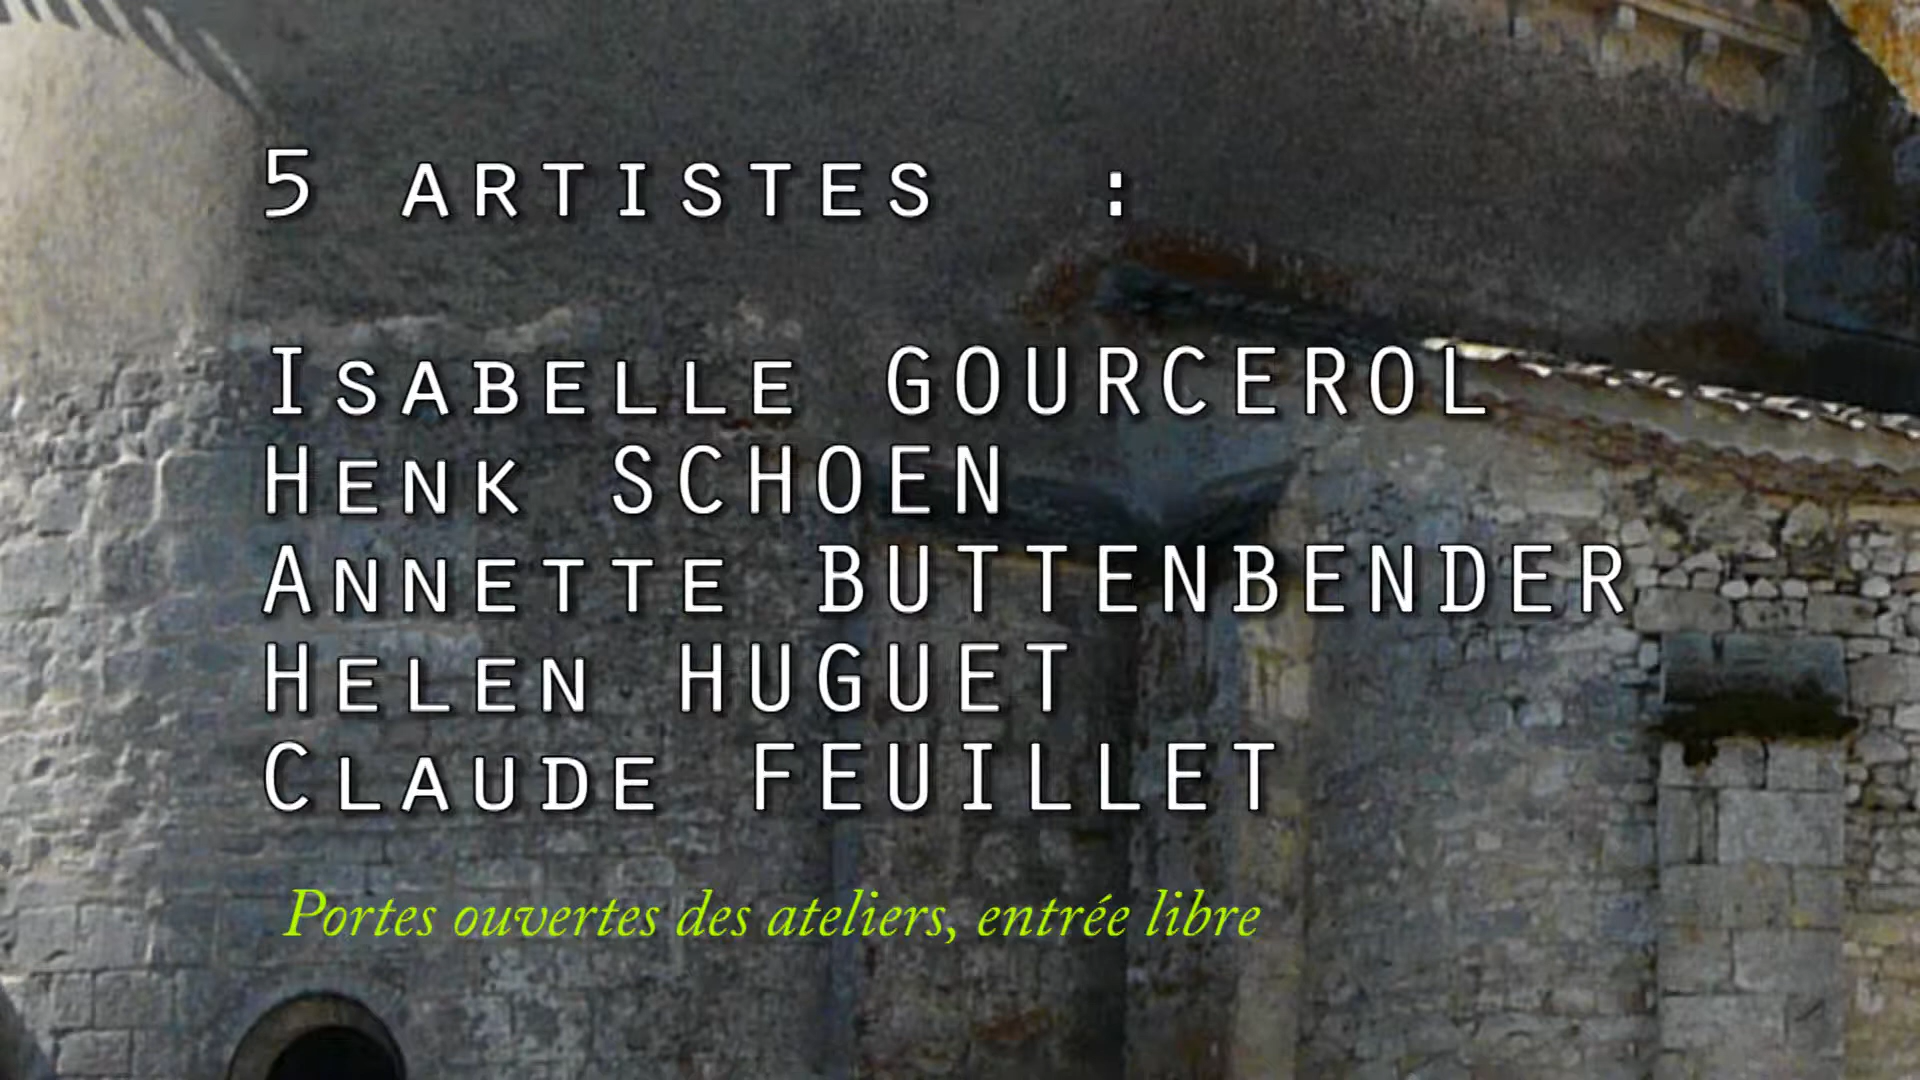 5 ARTISTES :
ISABELLE GOURCEROL
HENK SCHOEN
ANNETTE BUTTENBENDER
HELEN HUGUET
CLAUDE FEUILLET
Portes ouvertes des ateliers, entrée libre